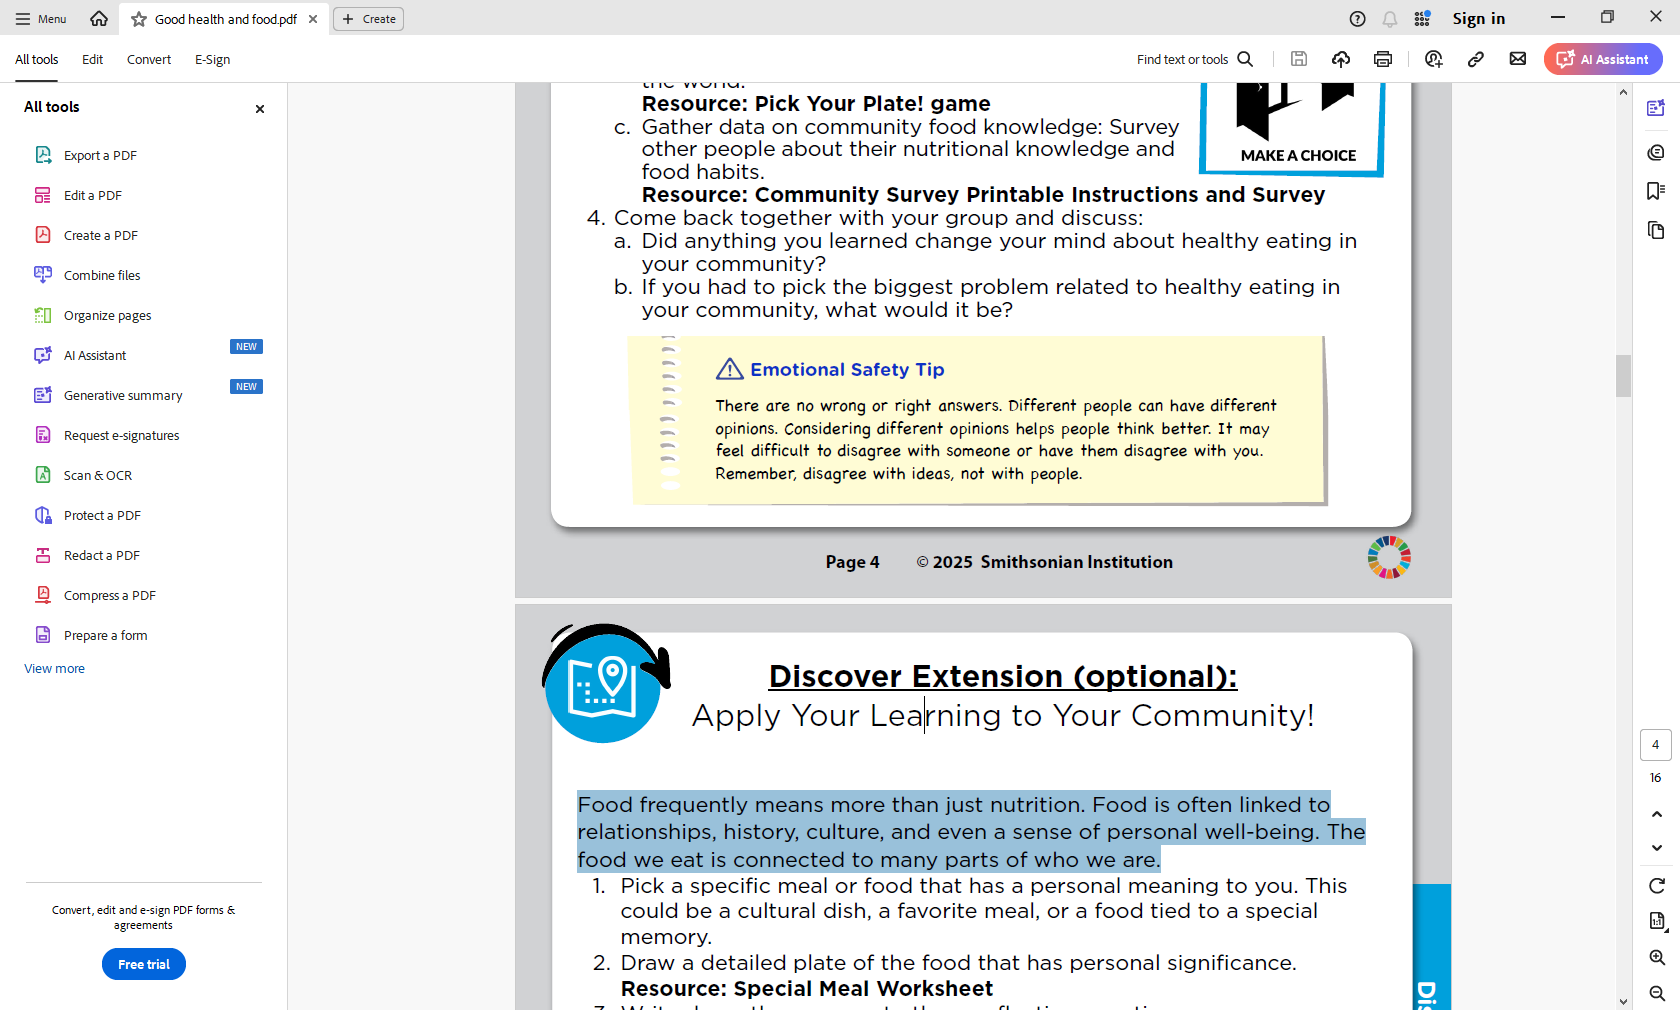 Menu
Good health and food.pdf
Create
Sign in
All tools
Edit
Convert
E-Sign
Find text or tools
AI Assistant
All tools
Export a PDF
Edit a PDF
Create a PDF
Combine files
Organize pages
AI Assistant NEW
Generative summary NEW
Request e-signatures
Scan & OCR
Protect a PDF
Redact a PDF
Compress a PDF
Prepare a form
View more
Convert, edit and e-sign PDF forms &
agreements
Free trial
the world.
Resource: Pick Your Plate! game
c. Gather data on community food knowledge: Survey
other people about their nutritional knowledge and
food habits.
Resource: Community Survey Printable Instructions and Survey
MAKE A CHOICE
4. Come back together with your group and discuss:
a. Did anything you learned change your mind about healthy eating in
your community?
b. If you had to pick the biggest problem related to healthy eating in
your community, what would it be?
Emotional Safety Tip
There are no wrong or right answers. Different people can have different
opinions. Considering different opinions helps people think better. It may
feel difficult to disagree with someone or have them disagree with you.
Remember, disagree with ideas, not with people.
Page 4 © 2025 Smithsonian Institution
Discover Extension (optional):
Apply Your Learning to Your Community!
Food frequently means more than just nutrition. Food is often linked to
relationships, history, culture, and even a sense of personal well-being. The
food we eat is connected to many parts of who we are.
1. Pick a specific meal or food that has a personal meaning to you. This
could be a cultural dish, a favorite meal, or a food tied to a special
memory.
2. Draw a detailed plate of the food that has personal significance.
Resource: Special Meal Worksheet
Dis
4
16
1:1